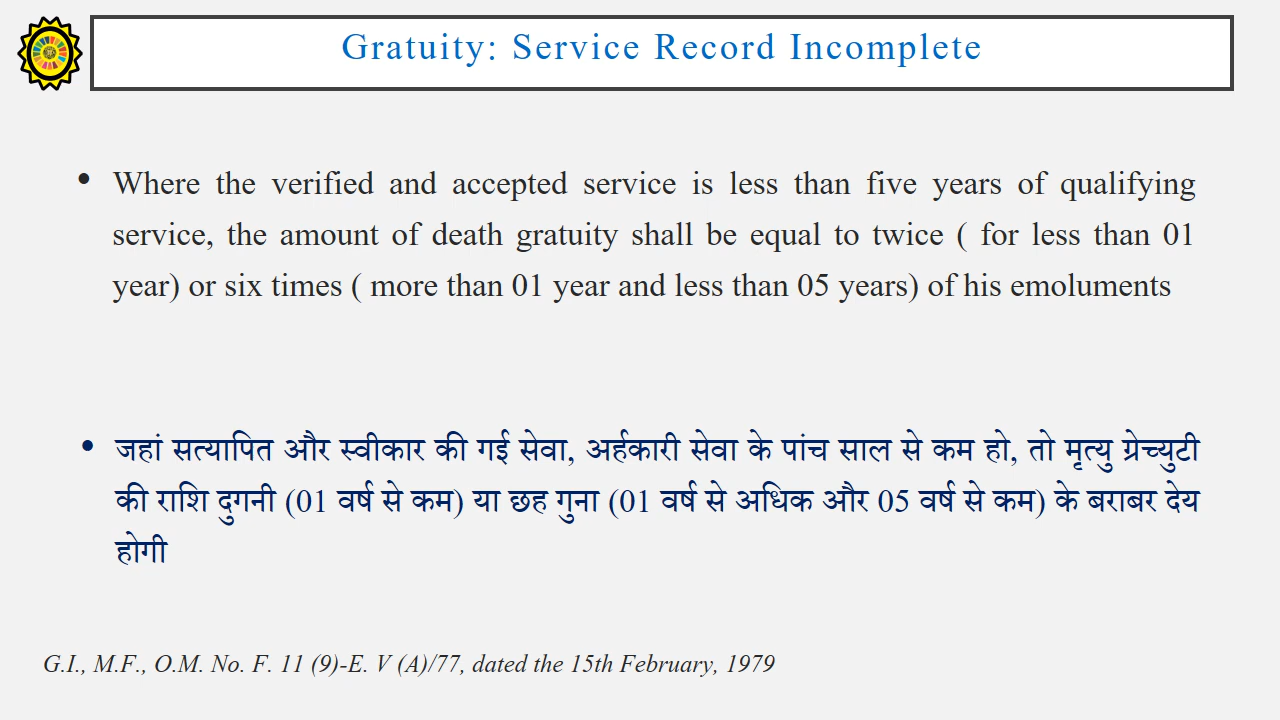 Gratuity: Service Record Incomplete
• Where the verified and accepted service is less than five years of qualifying
service, the amount of death gratuity shall be equal to twice ( for less than 01
year) or six times ( more than 01 year and less than 05 years) of his emoluments
• जहां सत्यापित और स्वीकार की गई सेवा, अर्हकारी सेवा के पांच साल से कम हो, तो मृत्यु ग्रेच्युटी
की राशि दुगनी (01 वर्ष से कम) या छह गुना (01 वर्ष से अधिक और 05 वर्ष से कम) के बराबर देय
होगी
G.I., M.F., O.M. No. F. 11 (9)-E. V (A)/77, dated the 15th February, 1979